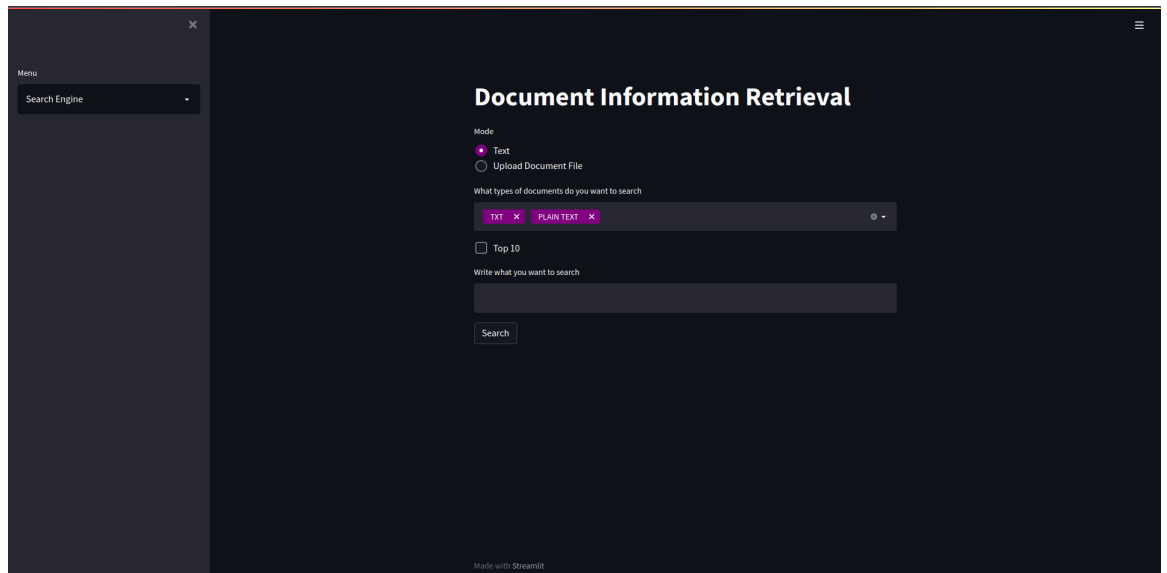 Menu
Search Engine
Document Information Retrieval
Mode
Text
Upload Document File
What types of documents do you want to search
TXT PLAIN TEXT
Top 10
Write what you want to search
Search
Made with Streamlit